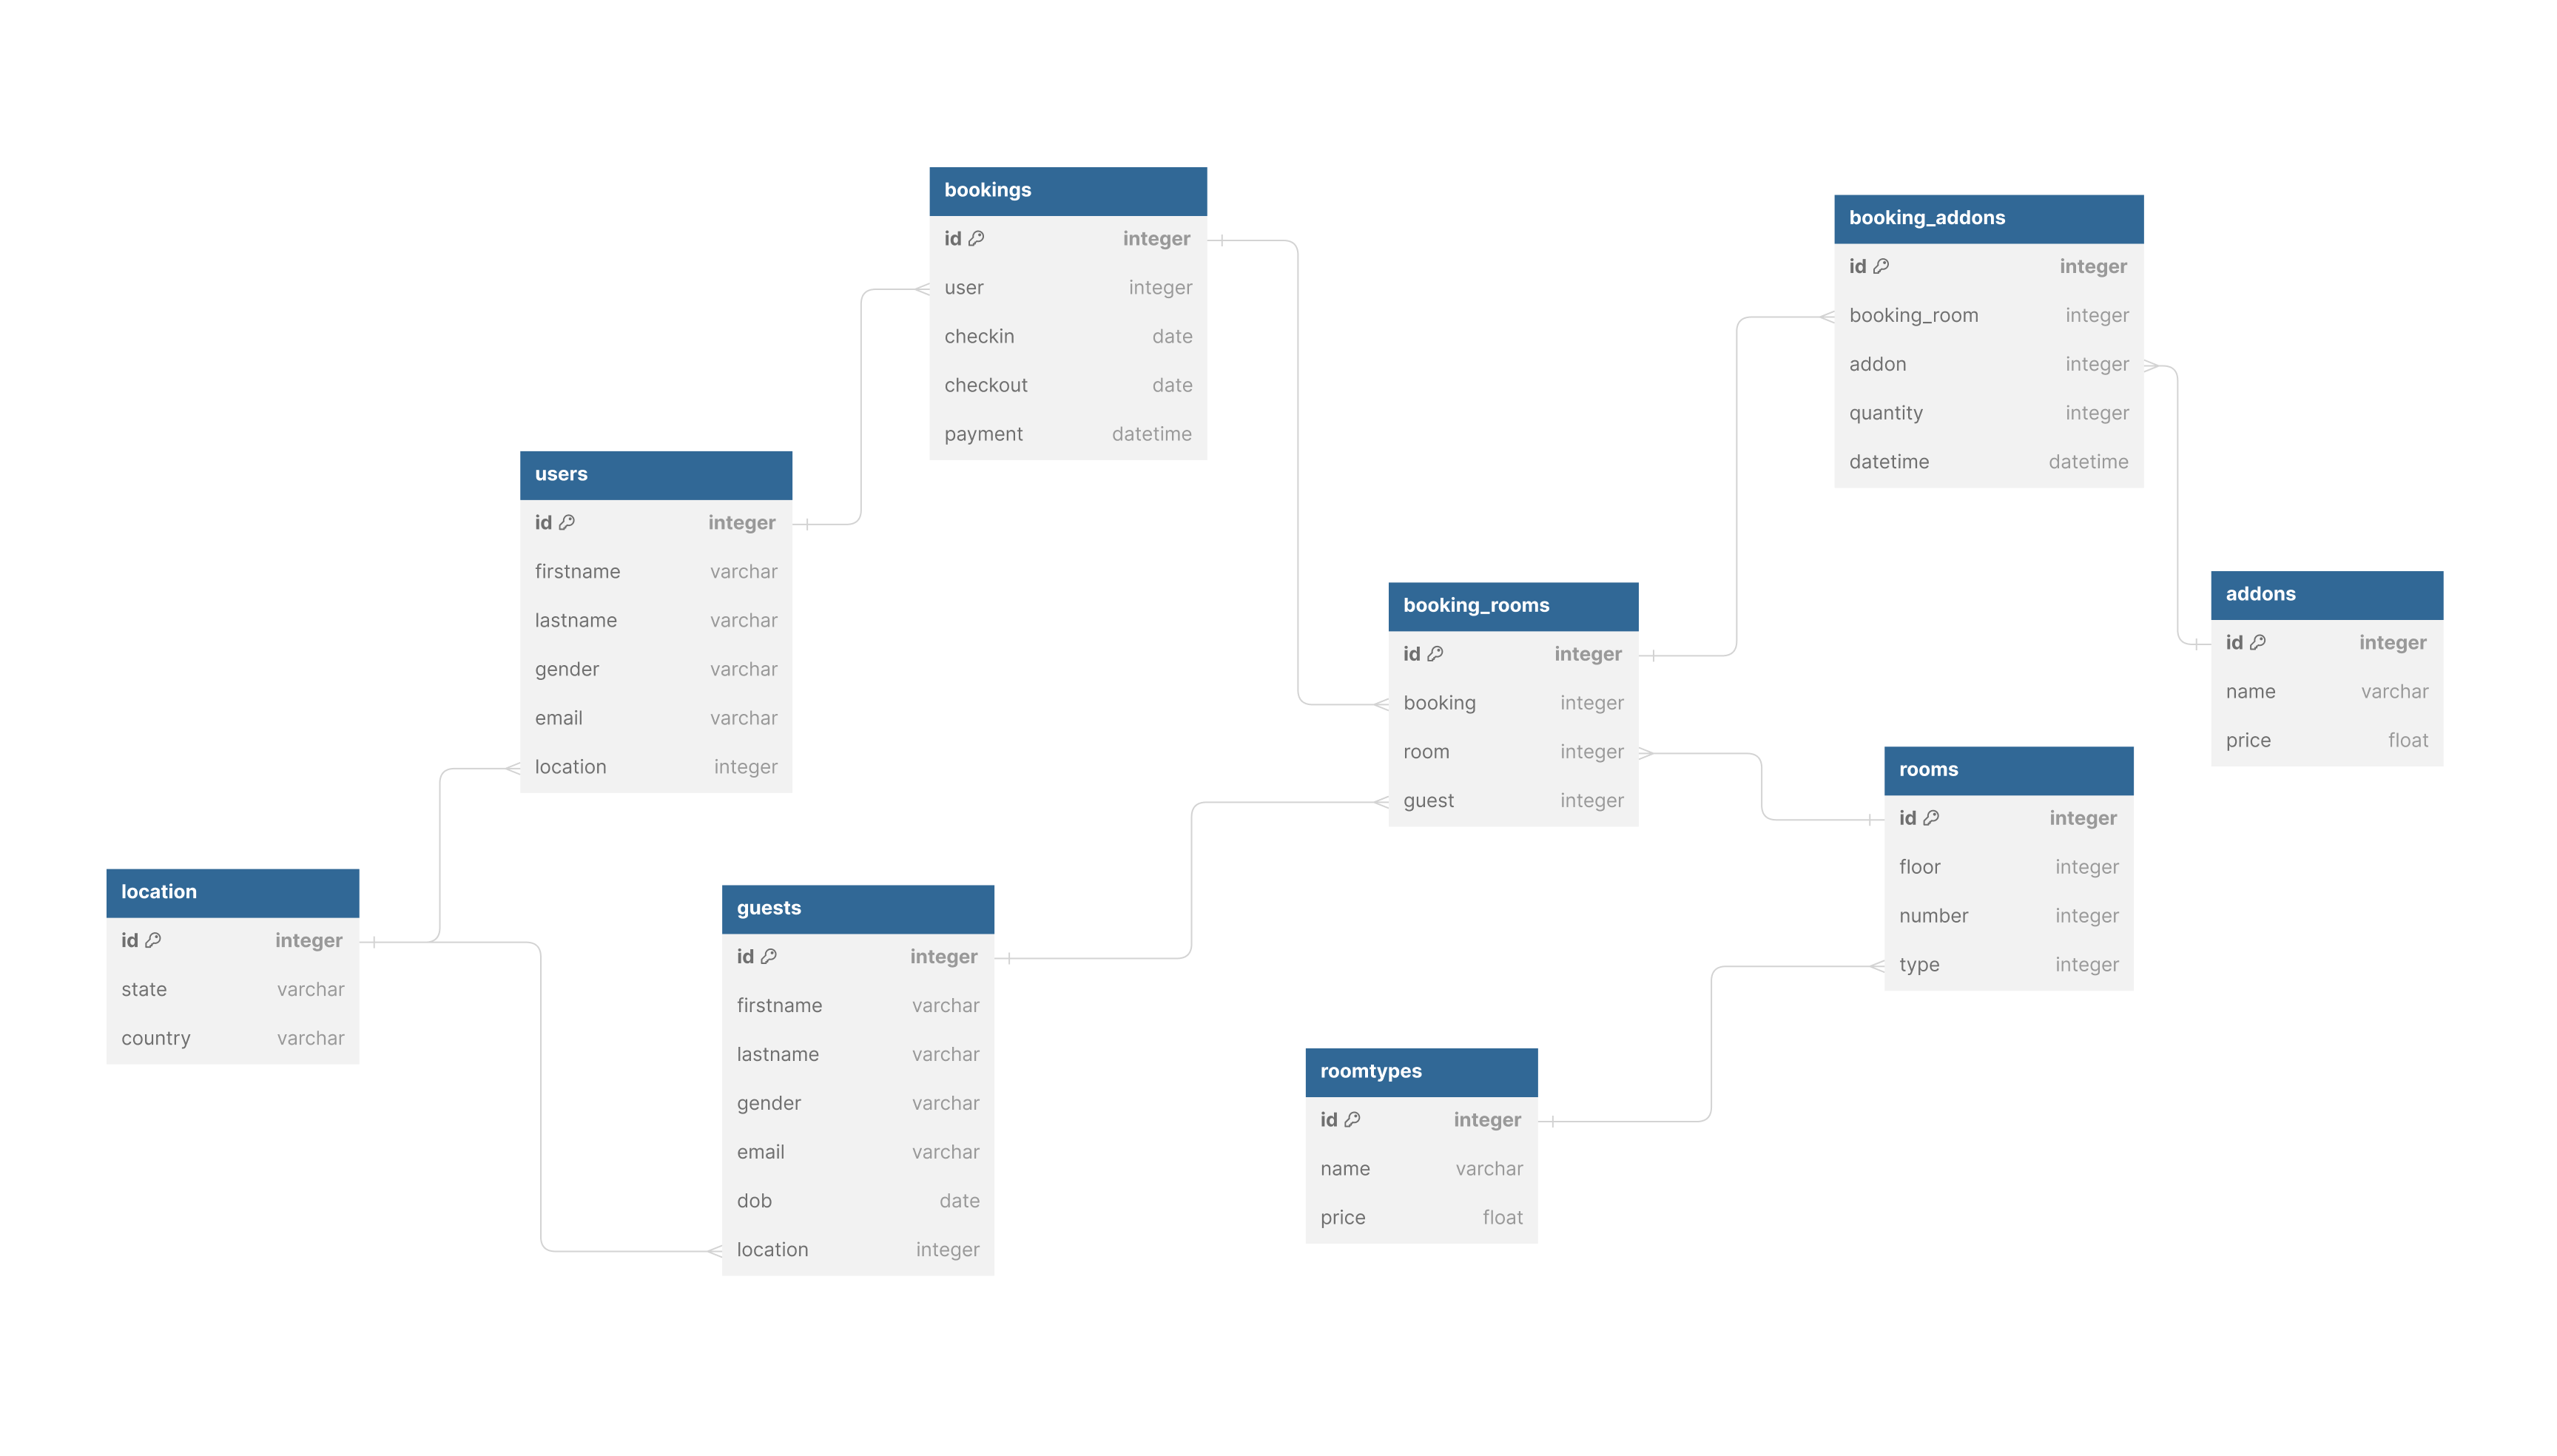 bookings
id integer
user integer
checkin date
checkout date
payment datetime
booking_addons
id integer
booking_room integer
addon integer
quantity integer
datetime datetime
users
id integer
firstname varchar
lastname varchar
gender varchar
email varchar
location integer
booking_rooms
id integer
booking integer
room integer
guest integer
addons
id integer
name varchar
price float
rooms
id integer
floor integer
number integer
type integer
location
id integer
state varchar
country varchar
guests
id integer
firstname varchar
lastname varchar
gender varchar
email varchar
dob date
location integer
roomtypes
id integer
name varchar
price float